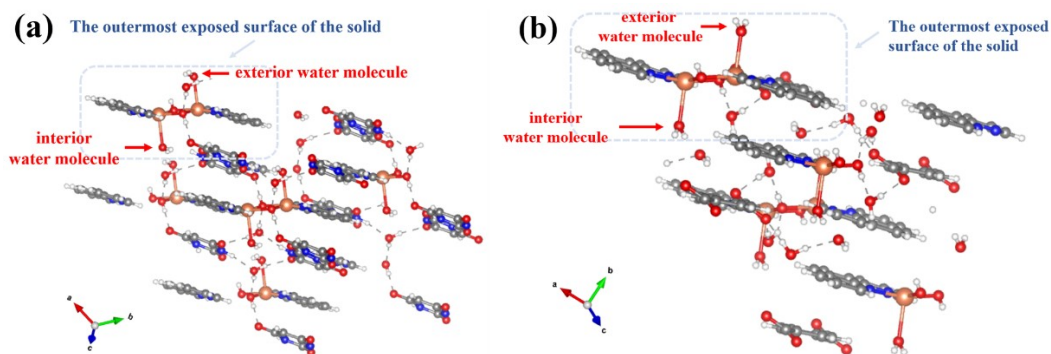 (a)
The outermost exposed surface of the solid
exterior water molecule
interior
water molecule
a
b
c
(b)
exterior
water molecule
The outermost exposed
surface of the solid
interior
water molecule
a
b
c